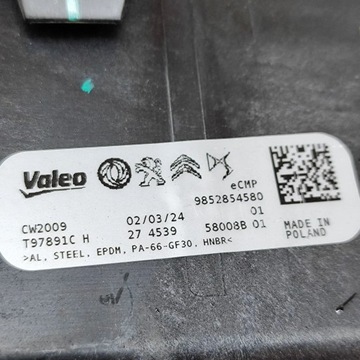 Valeo
eCMP
9852854580
CW2009 02/03/24 01
T97891C H 27 4539 58008B 01
>AL, STEEL, EPDM, PA-66-GF30, HNBR<
MADE IN
POLAND